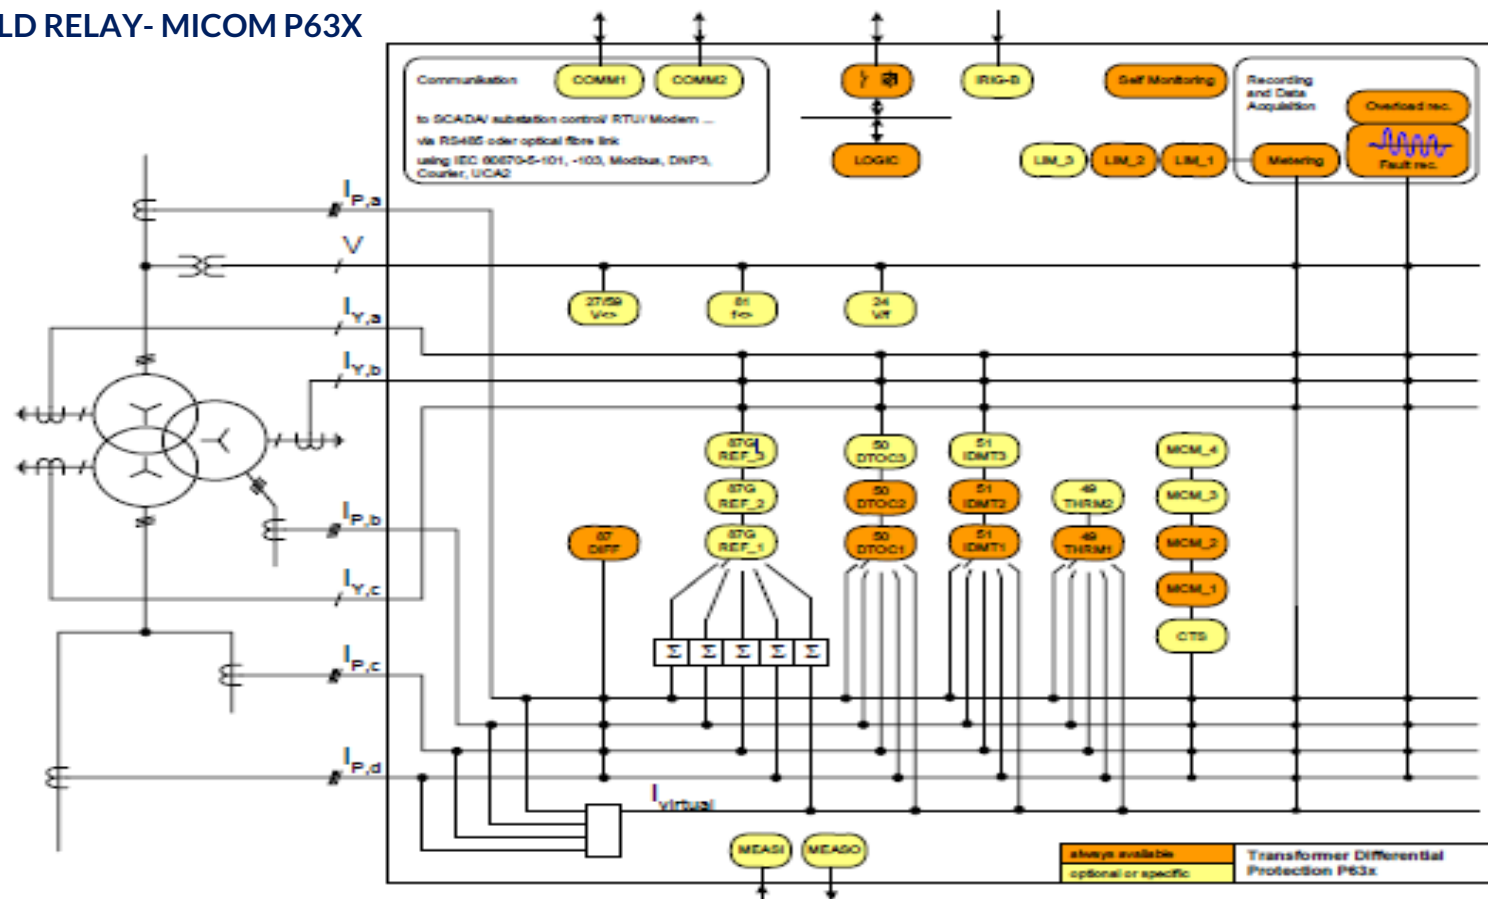 LD RELAY- MICOM P63X
Communikation
COMM1
COMM2
to SCADA/ substation control/ RTU/ Modem ...
via RS485 oder optical fibre link
using IEC 60870-5-101, -103, Modbus, DNP3,
Courier, UCA2
IRIG-B
Self Monitoring
Recording
and Data
Acquisition
Overload rec.
Fault rec.
LOGIC
LIM_3
LIM_2
LIM_1
Metering
IP,a
V
IY,a
IY,b
IP,b
IY,c
IP,c
IP,d
27/59
V<>
81
f<>
24
V/f
87G
REF_3
50
DTOC3
51
IDMT3
MCM_4
87G
REF_2
50
DTOC2
51
IDMT2
49
THRM2
MCM_3
87
DIFF
87G
REF_1
50
DTOC1
51
IDMT1
49
THRM1
MCM_2
MCM_1
CTS
Σ Σ Σ Σ Σ
Ivirtual
MEASI
MEASO
always available
optional or specific
Transformer Differential
Protection P63x